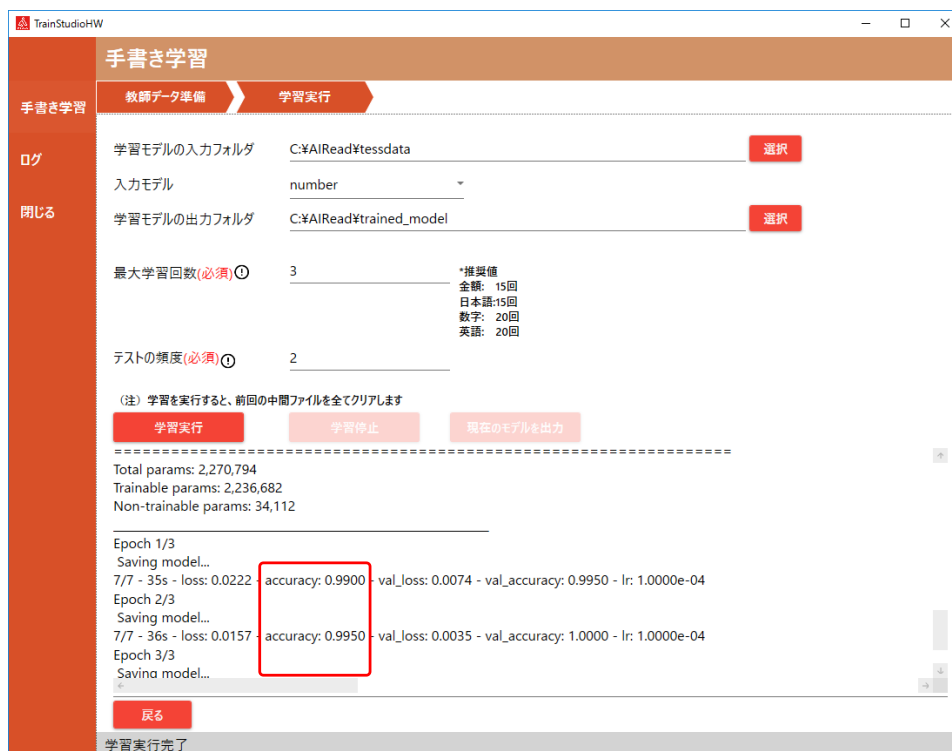 TrainStudioHW
手書き学習
手書き学習
ログ
閉じる
教師データ準備
学習実行
学習モデルの入力フォルダ C:¥AIRead¥tessdata 選択
入力モデル number
学習モデルの出力フォルダ C:¥AIRead¥trained_model 選択
最大学習回数(必須) 3
*推奨値
金額: 15回
日本語:15回
数字: 20回
英語: 20回
テストの頻度(必須) 2
(注) 学習を実行すると、前回の中間ファイルを全てクリアします
学習実行 学習停止 現在のモデルを出力
=================================================================
Total params: 2,270,794
Trainable params: 2,236,682
Non-trainable params: 34,112
Epoch 1/3
Saving model...
7/7 - 35s - loss: 0.0222 - accuracy: 0.9900 - val_loss: 0.0074 - val_accuracy: 0.9950 - lr: 1.0000e-04
Epoch 2/3
Saving model...
7/7 - 36s - loss: 0.0157 - accuracy: 0.9950 - val_loss: 0.0035 - val_accuracy: 1.0000 - lr: 1.0000e-04
Epoch 3/3
Saving model...
戻る
学習実行完了